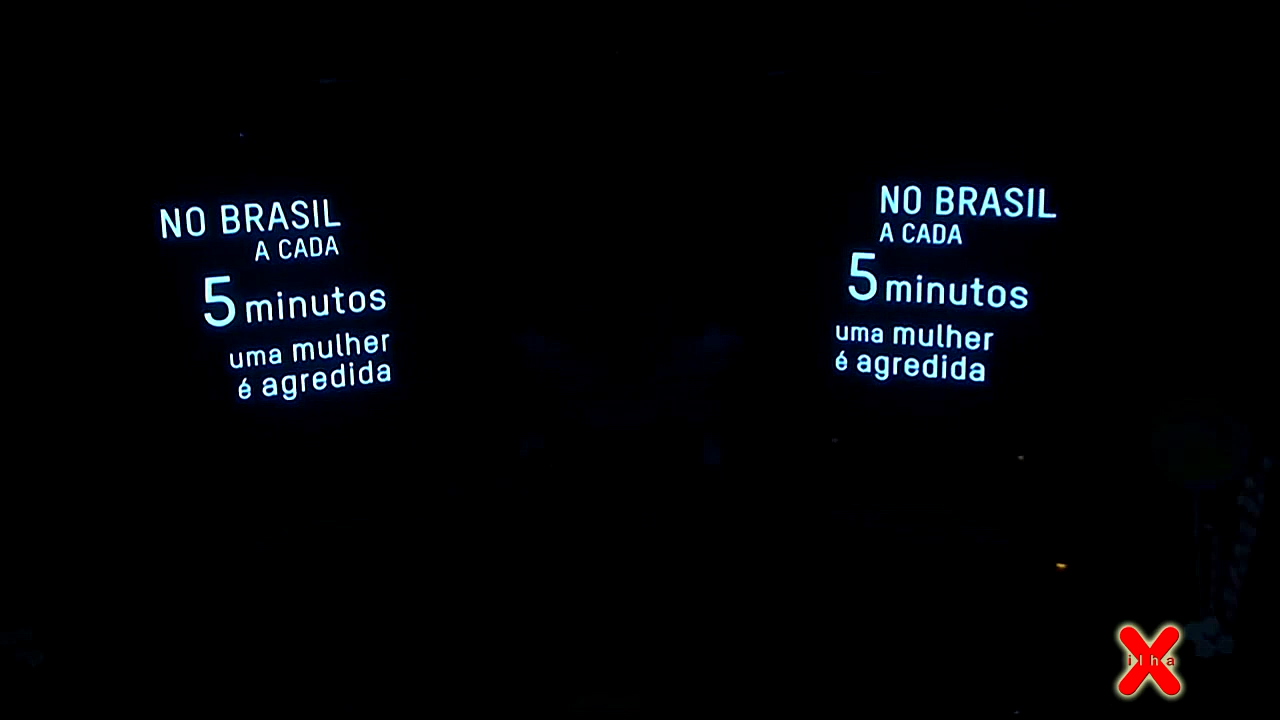 NO BRASIL
A CADA
5 minutos
uma mulher
é agredida
NO BRASIL
A CADA
5 minutos
uma mulher
é agredida
ilha